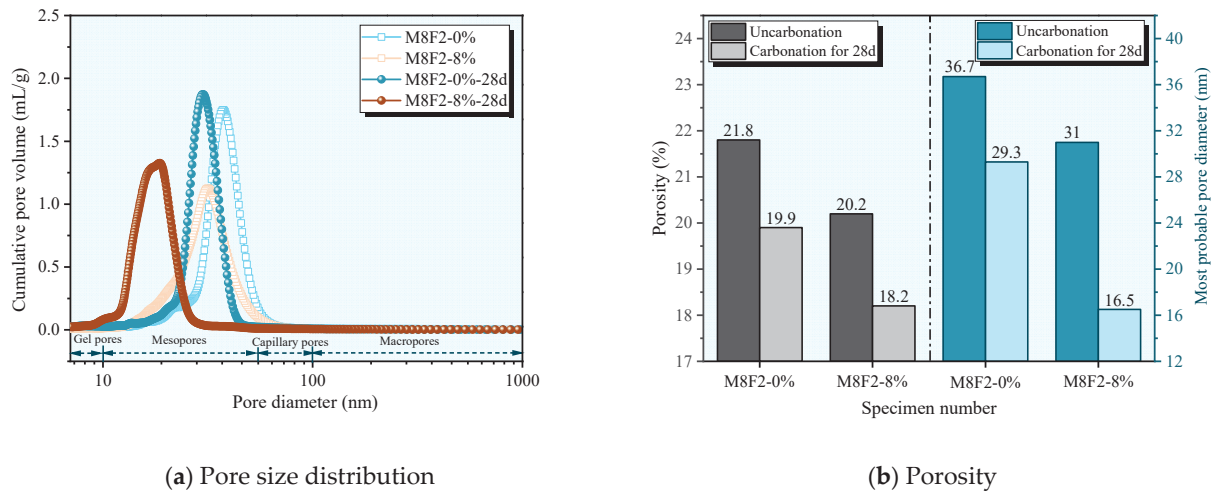 2.5
2.0
1.5
1.0
0.5
0.0
Cumulative pore volume (mL/g)
M8F2-0%
M8F2-8%
M8F2-0%-28d
M8F2-8%-28d
Gel pores
Mesopores
Capillary pores
Macropores
10
100
1000
Pore diameter (nm)
(a) Pore size distribution
24
23
22
21
20
19
18
17
Porosity (%)
Uncarbonation
Carbonation for 28d
Uncarbonation
Carbonation for 28d
21.8
19.9
20.2
18.2
36.7
29.3
31
16.5
40
36
32
28
24
20
16
12
Most probable pore diameter (nm)
M8F2-0%
M8F2-8%
M8F2-0%
M8F2-8%
Specimen number
(b) Porosity